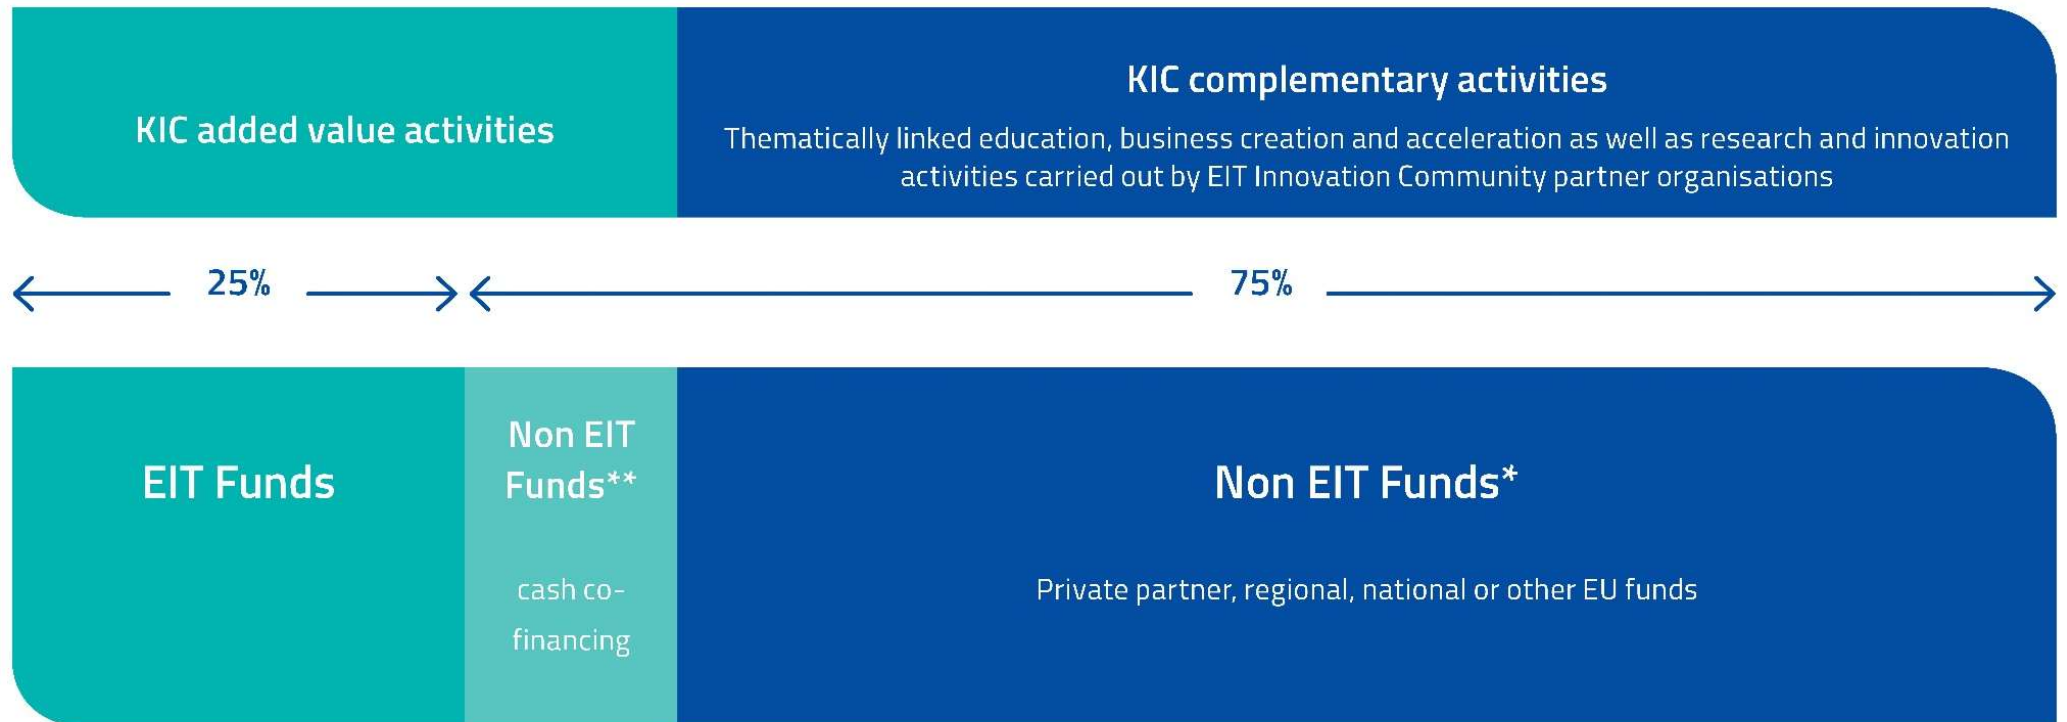 KIC added value activities
KIC complementary activities
Thematically linked education, business creation and acceleration as well as research and innovation
activities carried out by EIT Innovation Community partner organisations
25%
75%
EIT Funds
Non EIT
Funds**
cash co-
financing
Non EIT Funds*
Private partner, regional, national or other EU funds